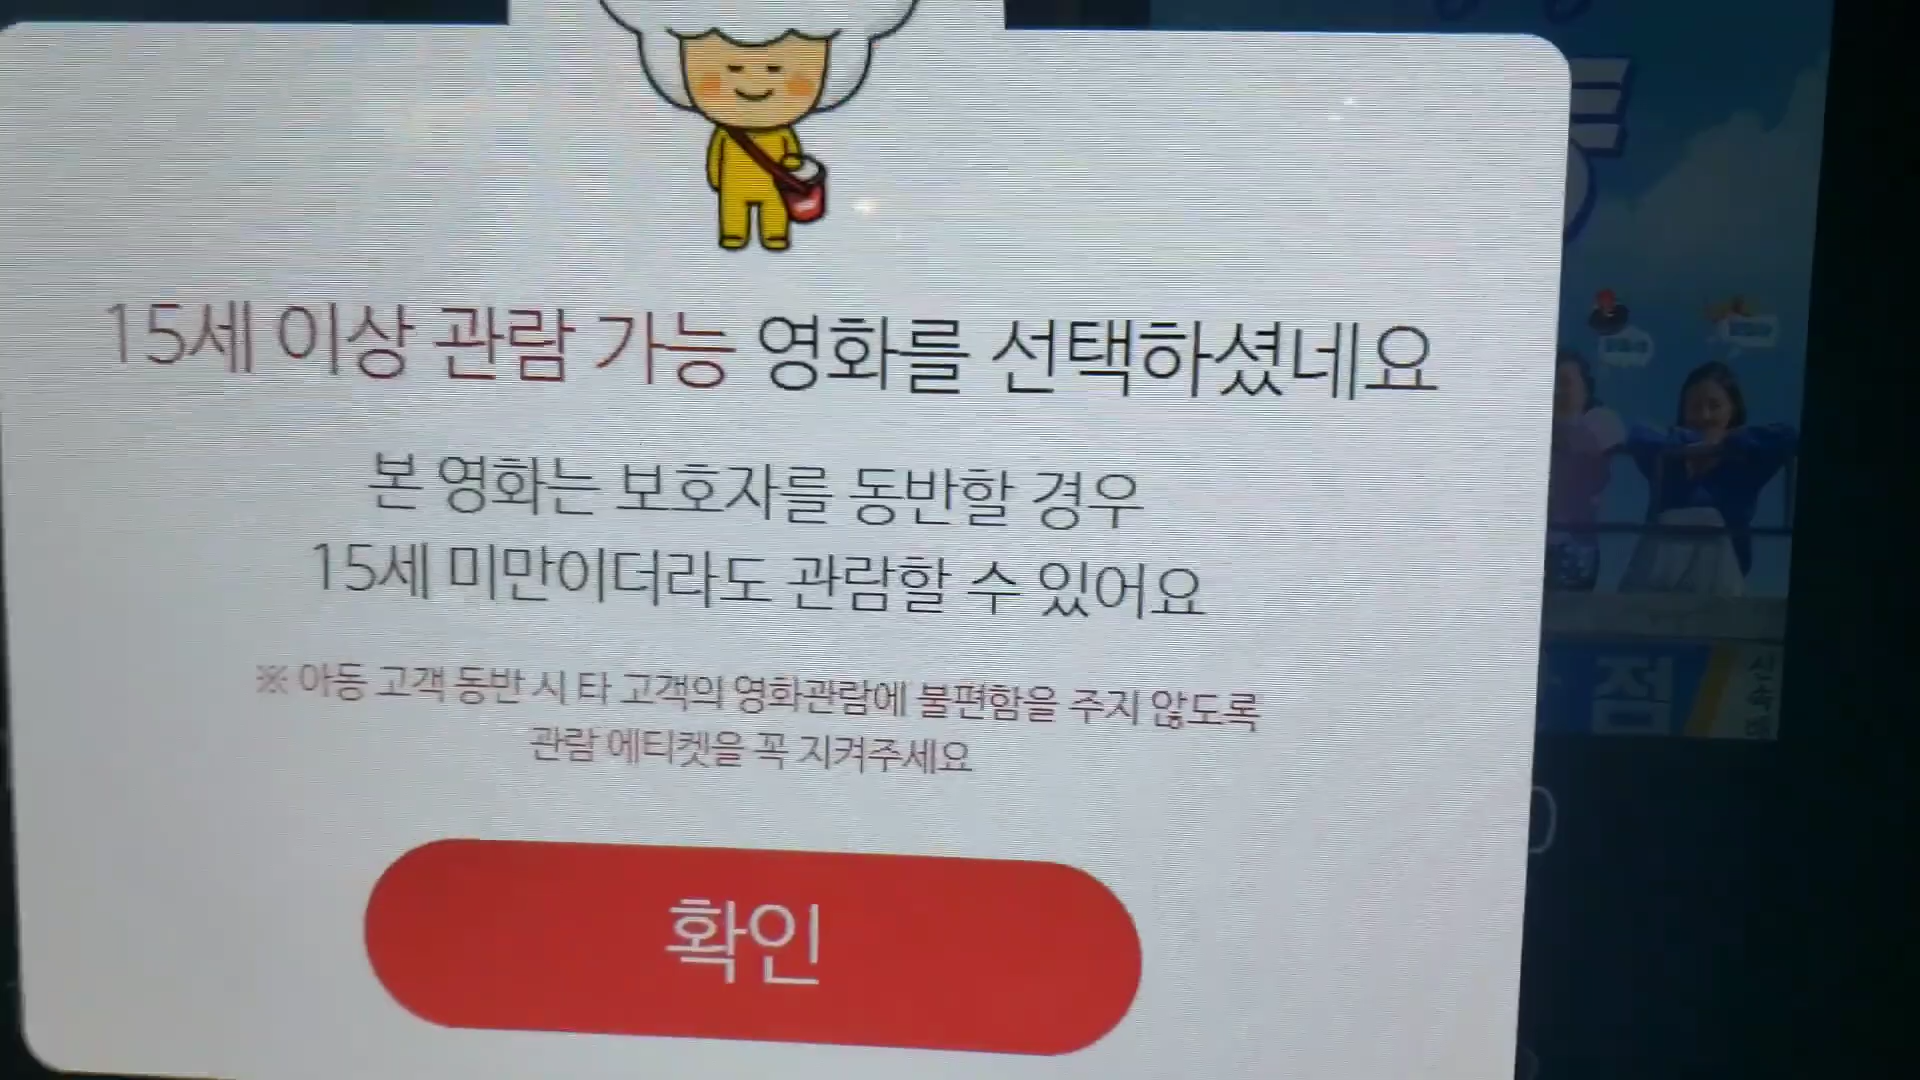 15세 이상 관람 가능 영화를 선택하셨네요
본 영화는 보호자를 동반할 경우
15세 미만이더라도 관람할 수 있어요
※ 아동 고객 동반 시 타 고객의 영화관람에 불편함을 주지 않도록
관람 에티켓을 꼭 지켜주세요
확인
점